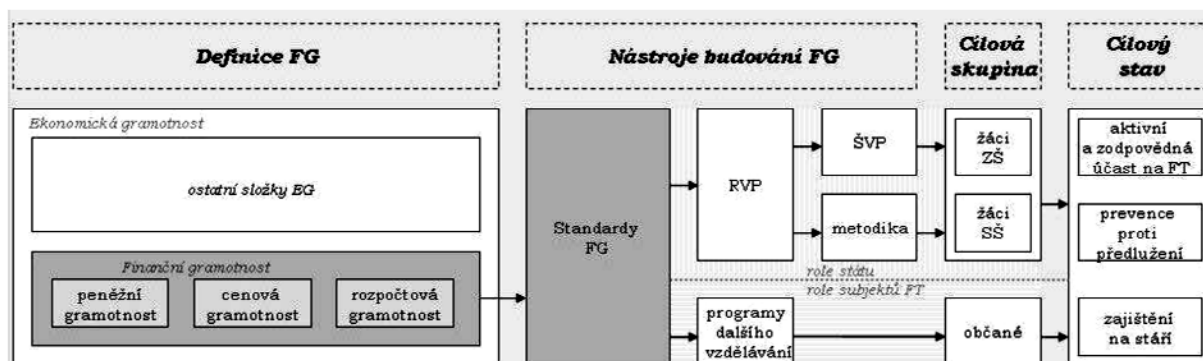 Definice FG
Nástroje budování FG
Cílová
skupina
Cílový
stav
Ekonomická gramotnost
ostatní složky EG
Finanční gramotnost
peněžní
gramotnost
cenová
gramotnost
rozpočtová
gramotnost
Standardy
FG
RVP
ŠVP
metodika
role státu
role subjektů FT
programy
dalšího
vzdělávání
žáci
ZŠ
žáci
SŠ
občané
aktivní
a zodpovědná
účast na FT
prevence
proti
předlužení
zajištění
na stáří